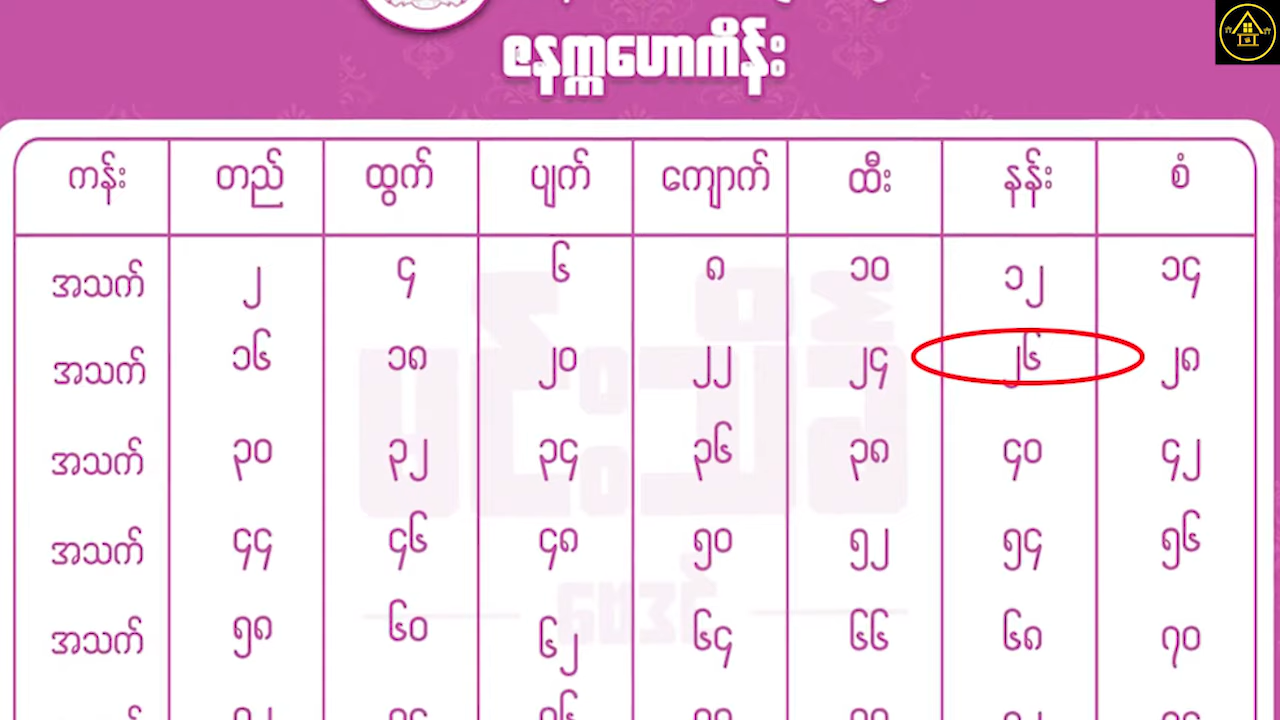 ဇနက္ကဟောကိန်း
ကန်း တည် ထွက် ပျက် ကျောက် ထီး နန်း စံ
အသက် ၂ ၄ ၆ ၈ ၁၀ ၁၂ ၁၄
အသက် ၁၆ ၁၈ ၂၀ ၂၂ ၂၄ ၂၆ ၂၈
အသက် ၃၀ ၃၂ ၃၄ ၃၆ ၃၈ ၄၀ ၄၂
အသက် ၄၄ ၄၆ ၄၈ ၅၀ ၅၂ ၅၄ ၅၆
အသက် ၅၈ ၆၀ ၆၂ ၆၄ ၆၆ ၆၈ ၇၀